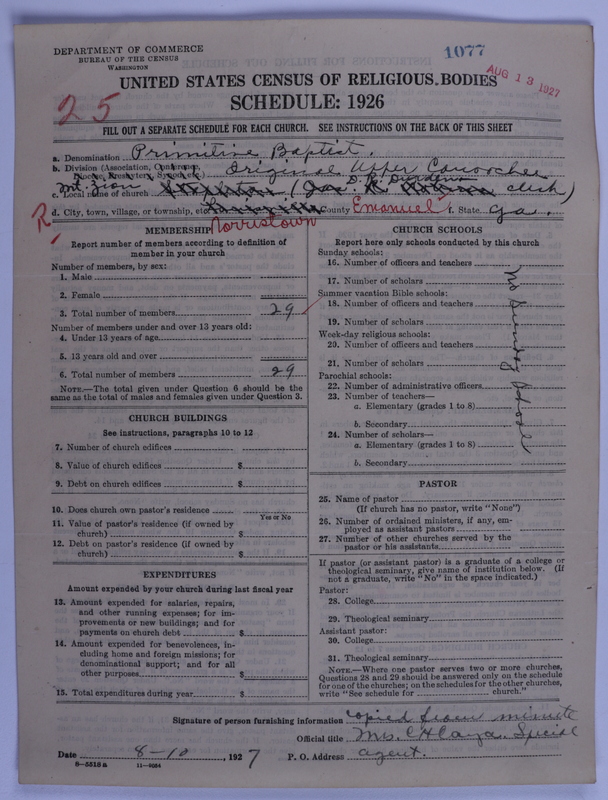 DEPARTMENT OF COMMERCE
BUREAU OF THE CENSUS
WASHINGTON
1077
AUG 13 1927
UNITED STATES CENSUS OF RELIGIOUS BODIES
SCHEDULE: 1926
25
FILL OUT A SEPARATE SCHEDULE FOR EACH CHURCH. SEE INSTRUCTIONS ON THE BACK OF THIS SHEET
a. Denomination Primitive Baptist.
b. Division (Association, Conference, Original Upper Canoochee
c. Local name of church Mt. Zion clerk)
d. City, town, village, or township, etc. Norristown County Emanuel State Ga.
R
MEMBERSHIP
Report number of members according to definition of member in your church
Number of members, by sex:
1. Male
2. Female
3. Total number of members 29
Number of members under and over 13 years old:
4. Under 13 years of age
5. 13 years old and over
6. Total number of members 29
NOTE.—The total given under Question 6 should be the same as the total of males and females given under Question 3.
CHURCH BUILDINGS
See instructions, paragraphs 10 to 12
7. Number of church edifices
8. Value of church edifices $
9. Debt on church edifices $
10. Does church own pastor's residence
Yes or No
11. Value of pastor's residence (if owned by church) $
12. Debt on pastor's residence (if owned by church) $
EXPENDITURES
Amount expended by your church during last fiscal year
13. Amount expended for salaries, repairs, and other running expenses; for improvements or new buildings; and for payments on church debt $
14. Amount expended for benevolences, including home and foreign missions; for denominational support; and for all other purposes $
15. Total expenditures during year $
CHURCH SCHOOLS
Report here only schools conducted by this church
Sunday schools:
16. Number of officers and teachers
17. Number of scholars
Summer vacation Bible schools:
18. Number of officers and teachers
19. Number of scholars
Week-day religious schools:
20. Number of officers and teachers
21. Number of scholars
Parochial schools:
22. Number of administrative officers
23. Number of teachers—
a. Elementary (grades 1 to 8)
b. Secondary
24. Number of scholars—
a. Elementary (grades 1 to 8)
b. Secondary
No Sunday School
PASTOR
25. Name of pastor
(If church has no pastor, write "None")
26. Number of ordained ministers, if any, employed as assistant pastors
27. Number of other churches served by the pastor or his assistants
If pastor (or assistant pastor) is a graduate of a college or theological seminary, give name of institution below. (If not a graduate, write "No" in the space indicated.)
Pastor:
28. College
29. Theological seminary
Assistant pastor:
30. College
31. Theological seminary
NOTE.—Where one pastor serves two or more churches, Questions 28 and 29 should be answered only on the schedule for one of the churches; on the schedules for the other churches, write "See schedule for church."
Signature of person furnishing information copied from minute
Official title Mrs. Special
Date 8-10, 1927 P. O. Address agent.
8-5518 a 11-9064